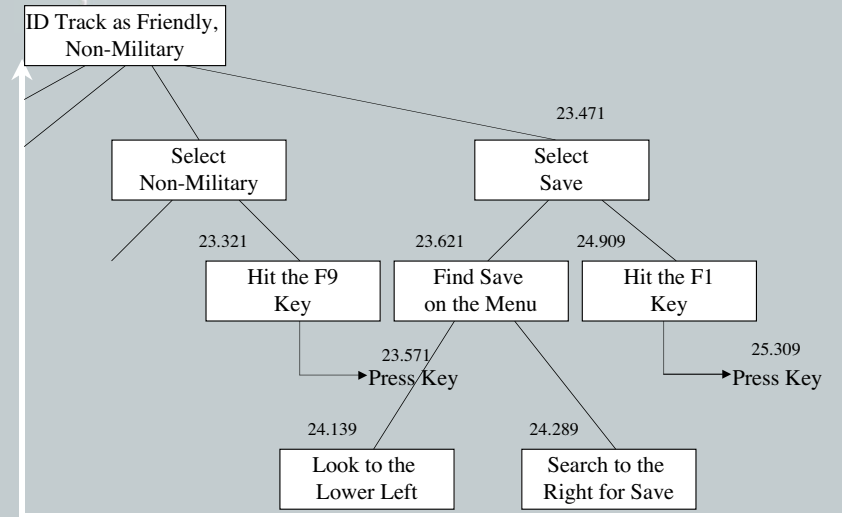 ID Track as Friendly,
Non-Military
23.471
Select
Non-Military
Select
Save
23.321
23.621
24.909
Hit the F9
Key
Find Save
on the Menu
Hit the F1
Key
23.571
Press Key
25.309
Press Key
24.139
24.289
Look to the
Lower Left
Search to the
Right for Save